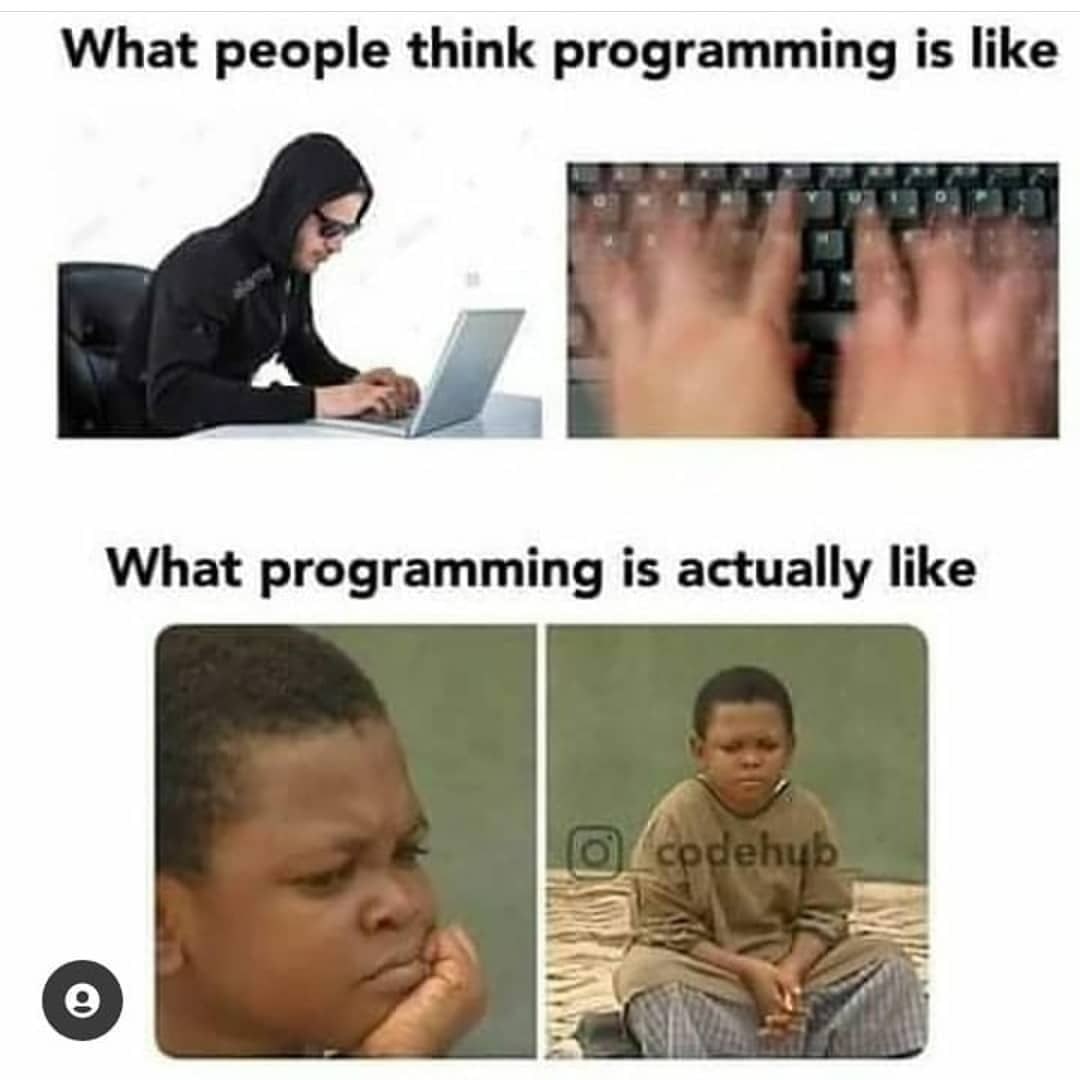 What people think programming is like
Q W E R T Y U I O P
H
N
What programming is actually like
codehub